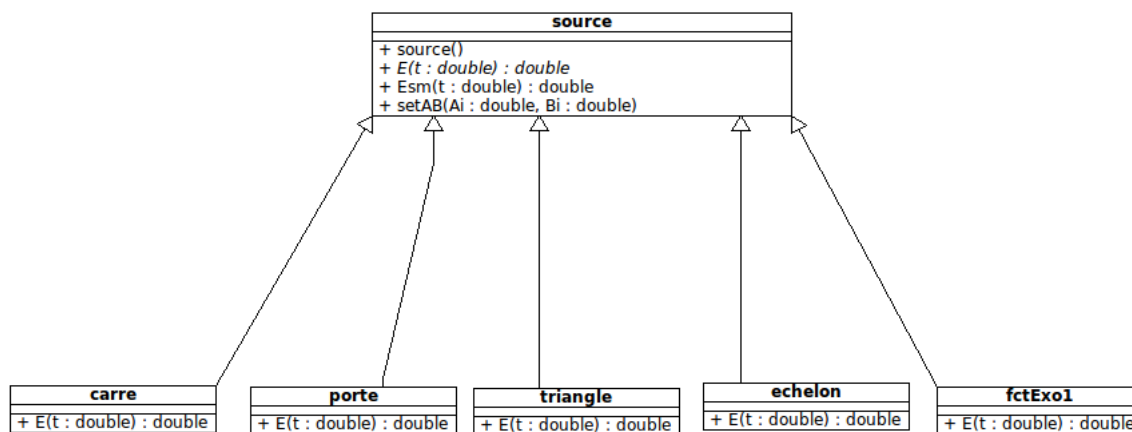 source
+ source()
+ E(t : double) : double
+ Esm(t : double) : double
+ setAB(Ai : double, Bi : double)
carre
+ E(t : double) : double
porte
+ E(t : double) : double
triangle
+ E(t : double) : double
echelon
+ E(t : double) : double
fctExo1
+ E(t : double) : double